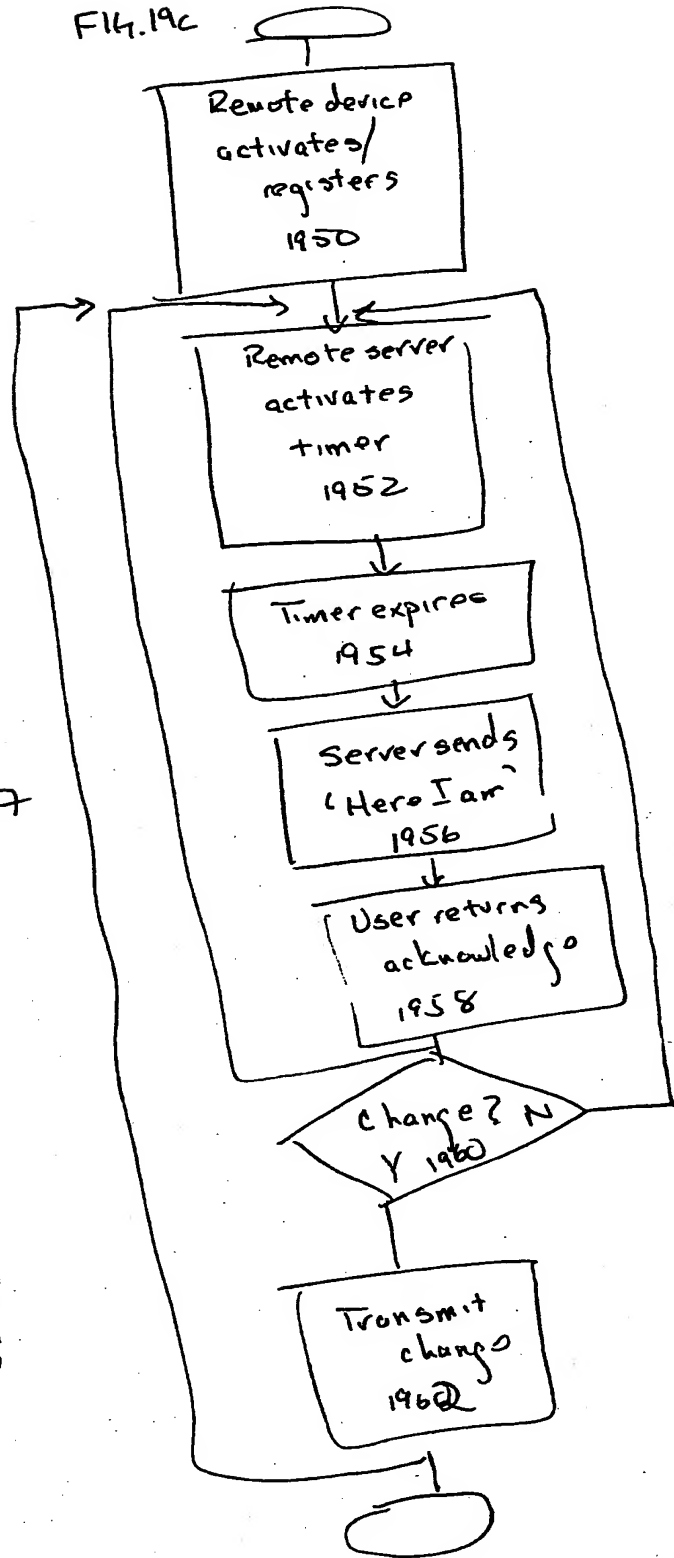 FIG.19c
Remote device
activates/
registers
1950
Remote server
activates
timer
1952
Timer expires
1954
Server sends
'Here I am'
1956
User returns
acknowledge
1958
Change? N
Y 1960
Transmit
change
1962